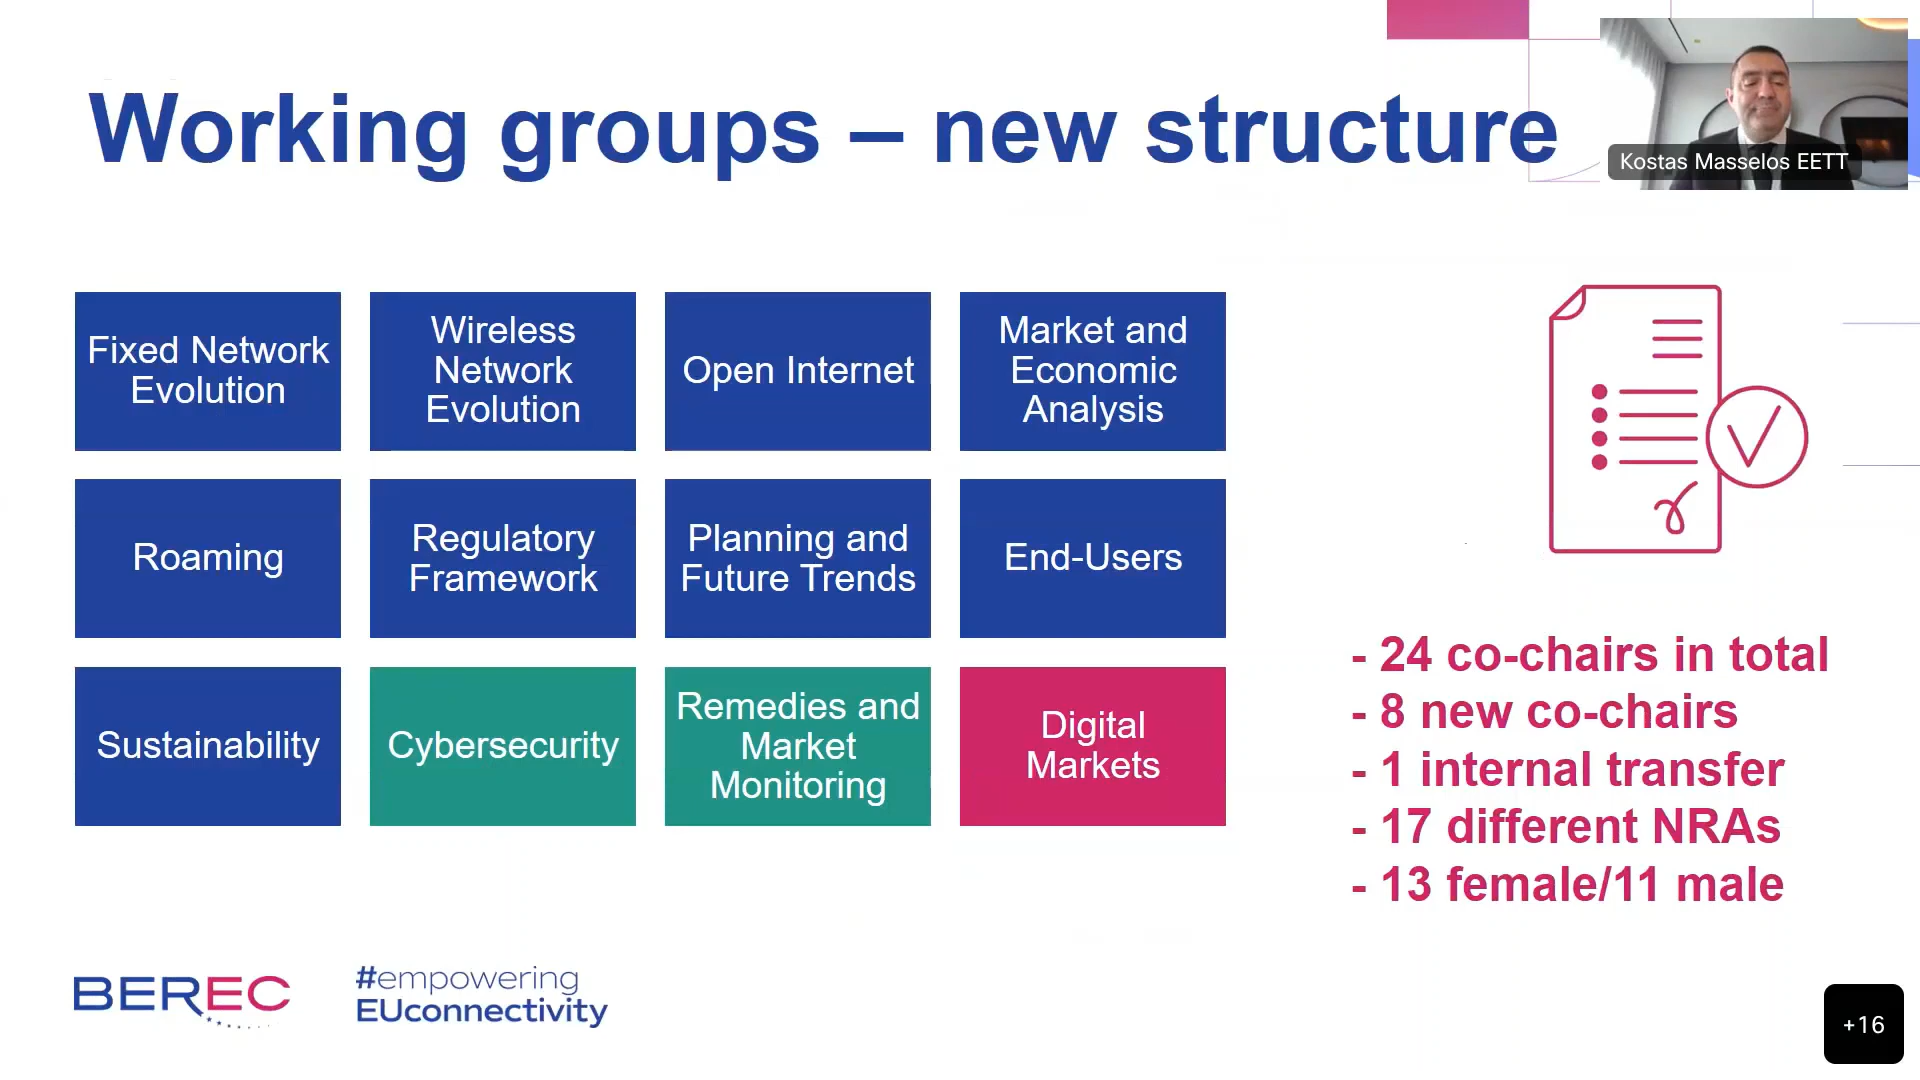 Working groups – new structure
Kostas Masselos EETT
Fixed Network
Evolution
Wireless
Network
Evolution
Open Internet
Market and
Economic
Analysis
Roaming
Regulatory
Framework
Planning and
Future Trends
End-Users
Sustainability
Cybersecurity
Remedies and
Market
Monitoring
Digital
Markets
- 24 co-chairs in total
- 8 new co-chairs
- 1 internal transfer
- 17 different NRAs
- 13 female/11 male
BEREC
#empowering
EUconnectivity
+16